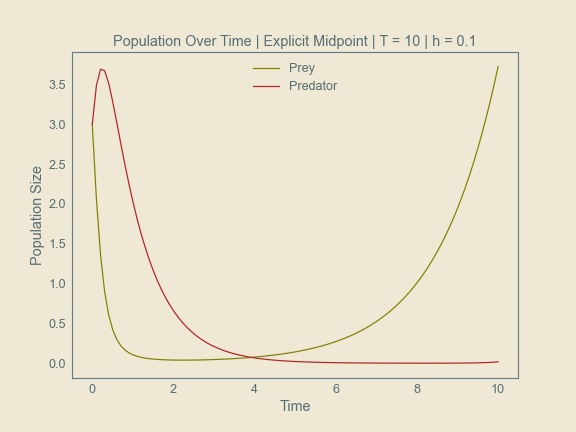 Population Over Time | Explicit Midpoint | T = 10 | h = 0.1
Prey
Predator
3.5
3.0
2.5
2.0
1.5
1.0
0.5
0.0
Population Size
0 2 4 6 8 10
Time